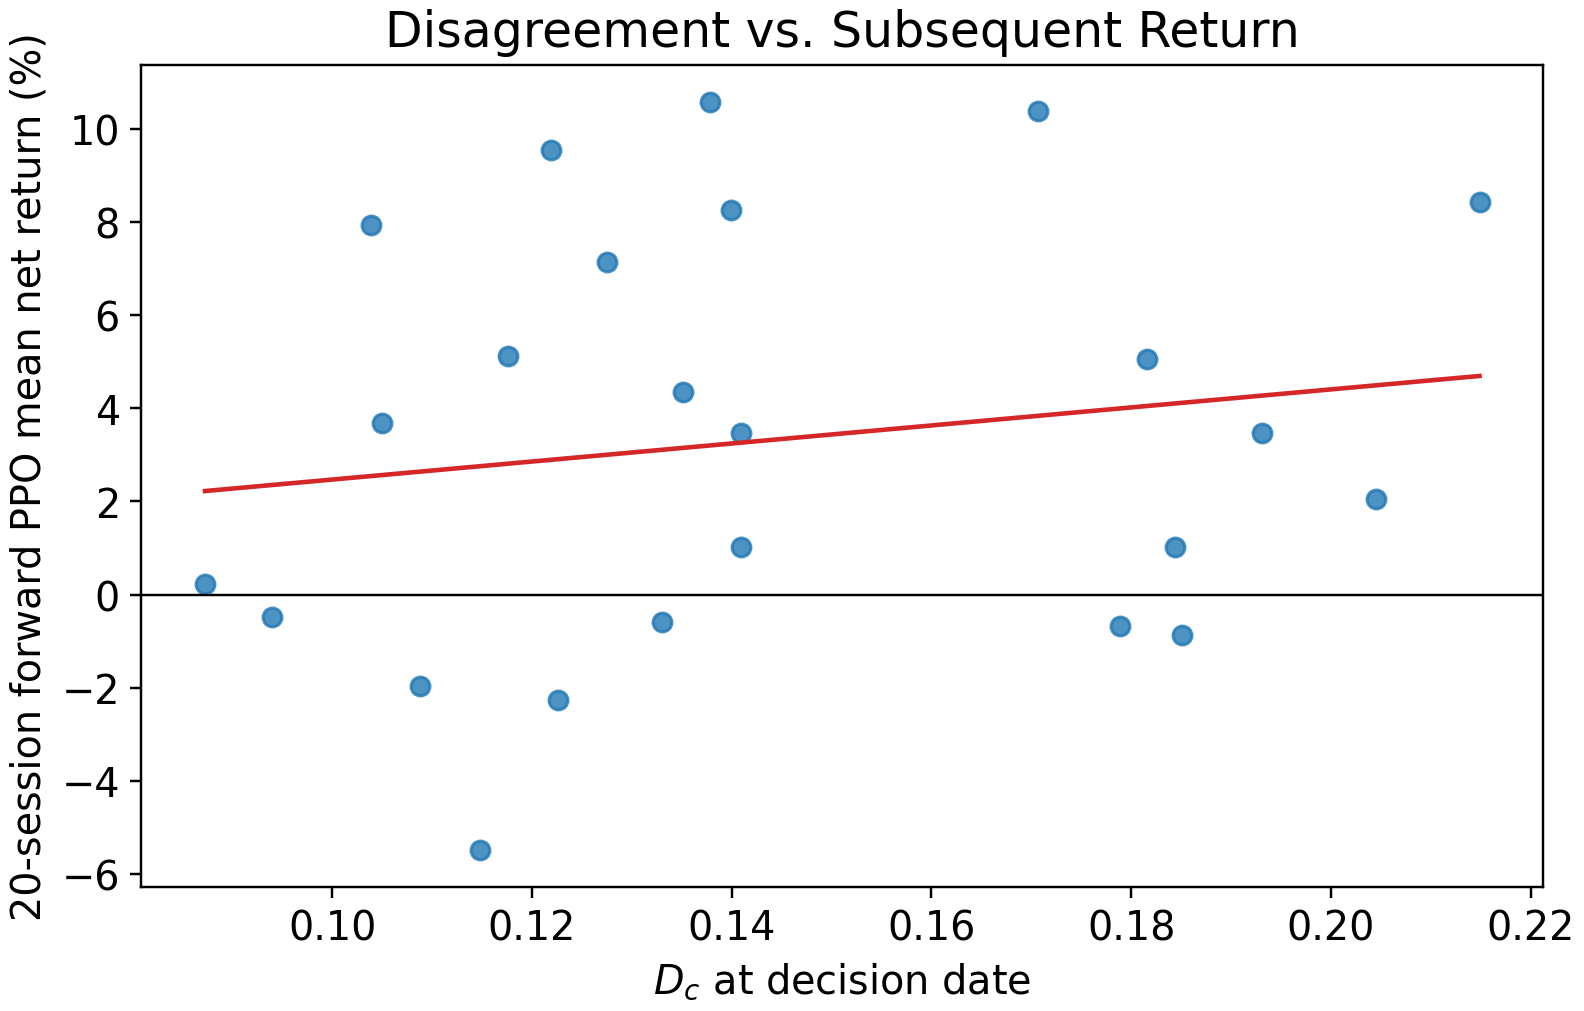 Disagreement vs. Subsequent Return
20-session forward PPO mean net return (%)
10
8
6
4
2
0
−2
−4
−6
0.10 0.12 0.14 0.16 0.18 0.20 0.22
D_c at decision date